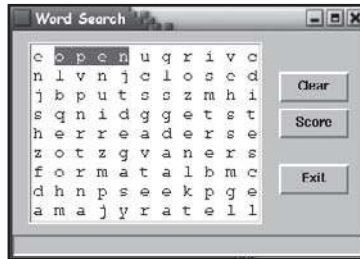 Word Search
e o p e n u g r i v c
n l v n j c l o s e d
j b p u t s s z m h i
s q n i d g g e t s t
h e r r e a d e r s e
z o t z g v a n e r s
f o r m a t a l b m c
d h n p s e e k p g e
a m a j y r a t e l l
Clear
Score
Exit